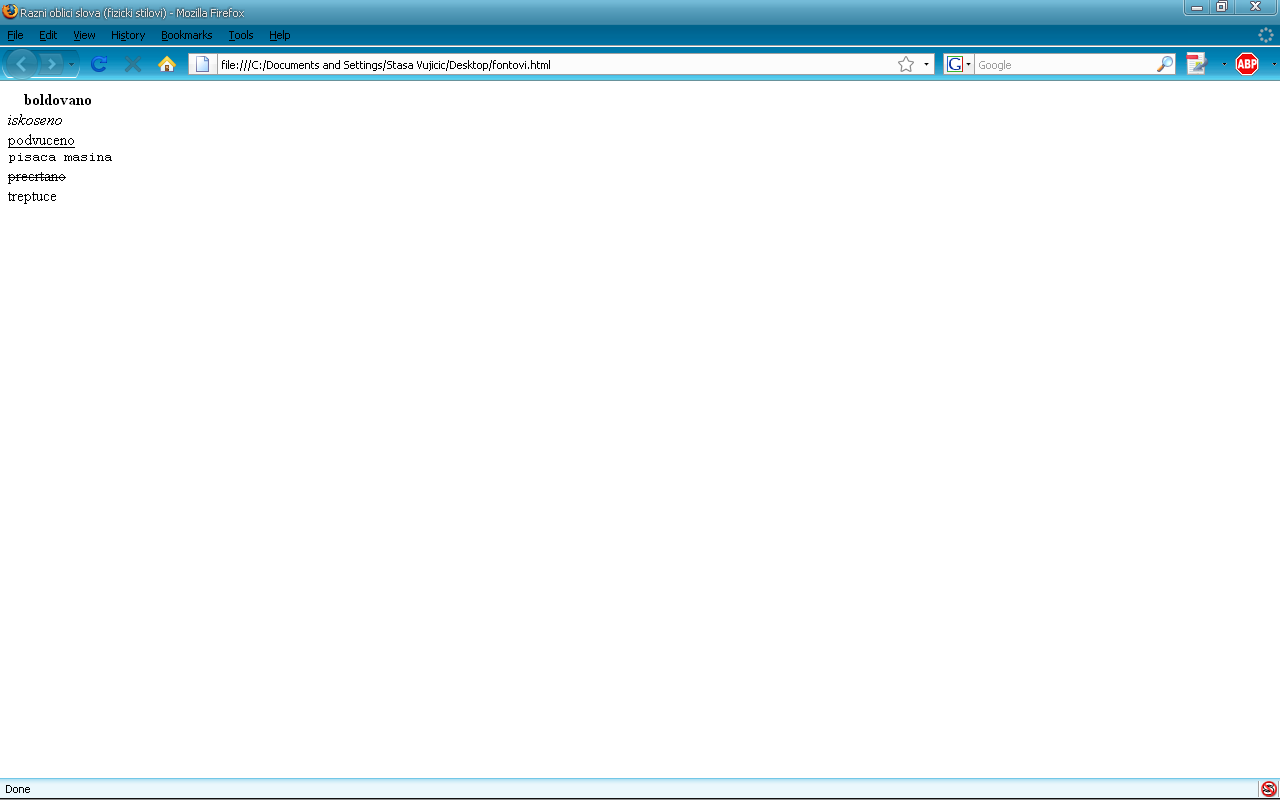 Razni oblici slova (fizicki stilovi) - Mozilla Firefox
File Edit View History Bookmarks Tools Help
file:///C:/Documents and Settings/Stasa Vujicic/Desktop/fontovi.html G Google ABP
boldovano
iskoseno
podvuceno
pisaca masina
precrtano
treptuce
Done